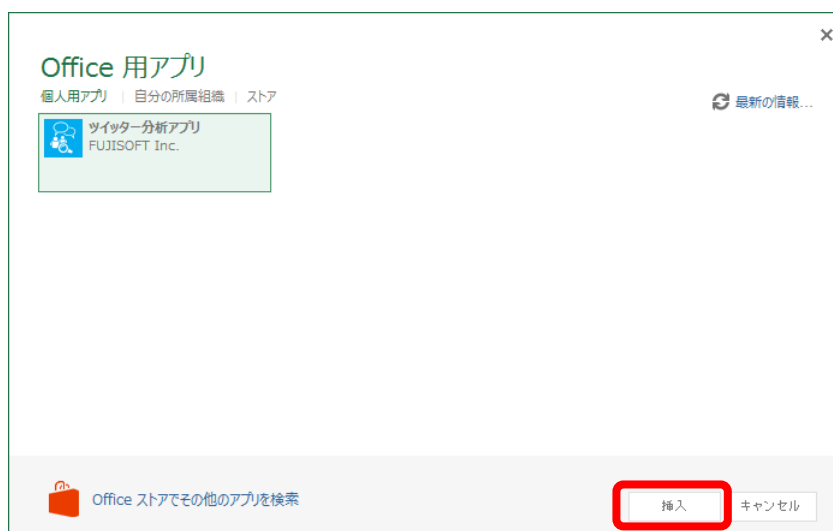 Office 用アプリ
個人用アプリ | 自分の所属組織 | ストア
最新の情報...
ツイッター分析アプリ
FUJISOFT Inc.
Office ストアでその他のアプリを検索
挿入
キャンセル